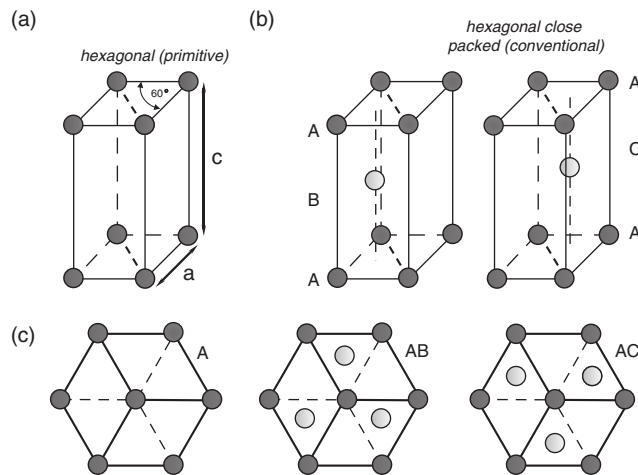 (a)
hexagonal (primitive)
60°
c
a
(b)
hexagonal close
packed (conventional)
A
B
A
A
C
A
(c)
A
AB
AC